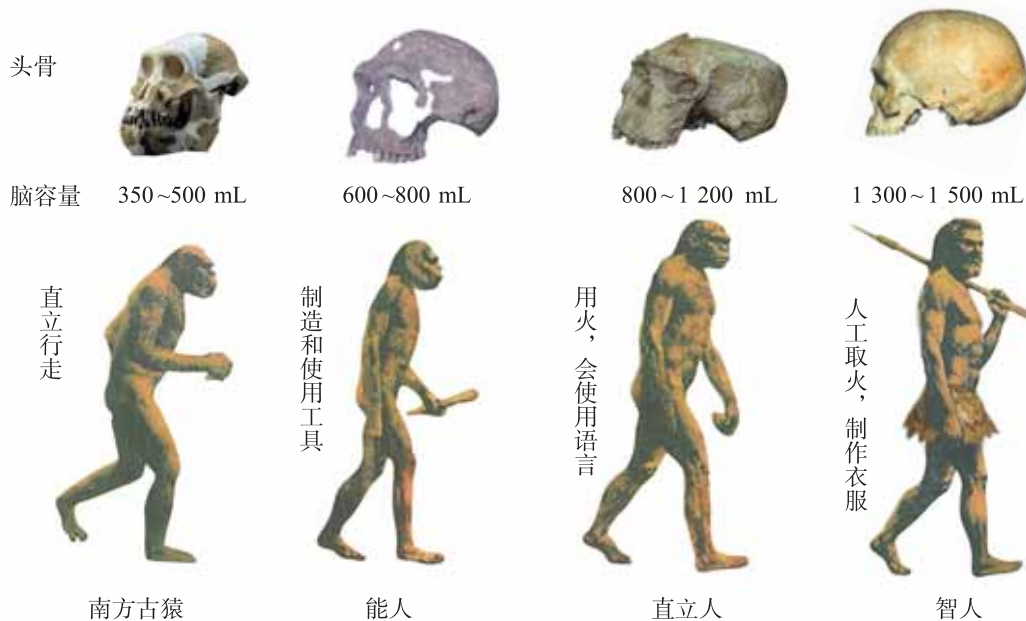 头骨
脑容量 350~500 mL 600~800 mL 800~1 200 mL 1 300~1 500 mL
直立行走
制造和使用工具
用火，会使用语言
人工取火，制作衣服
南方古猿 能人 直立人 智人